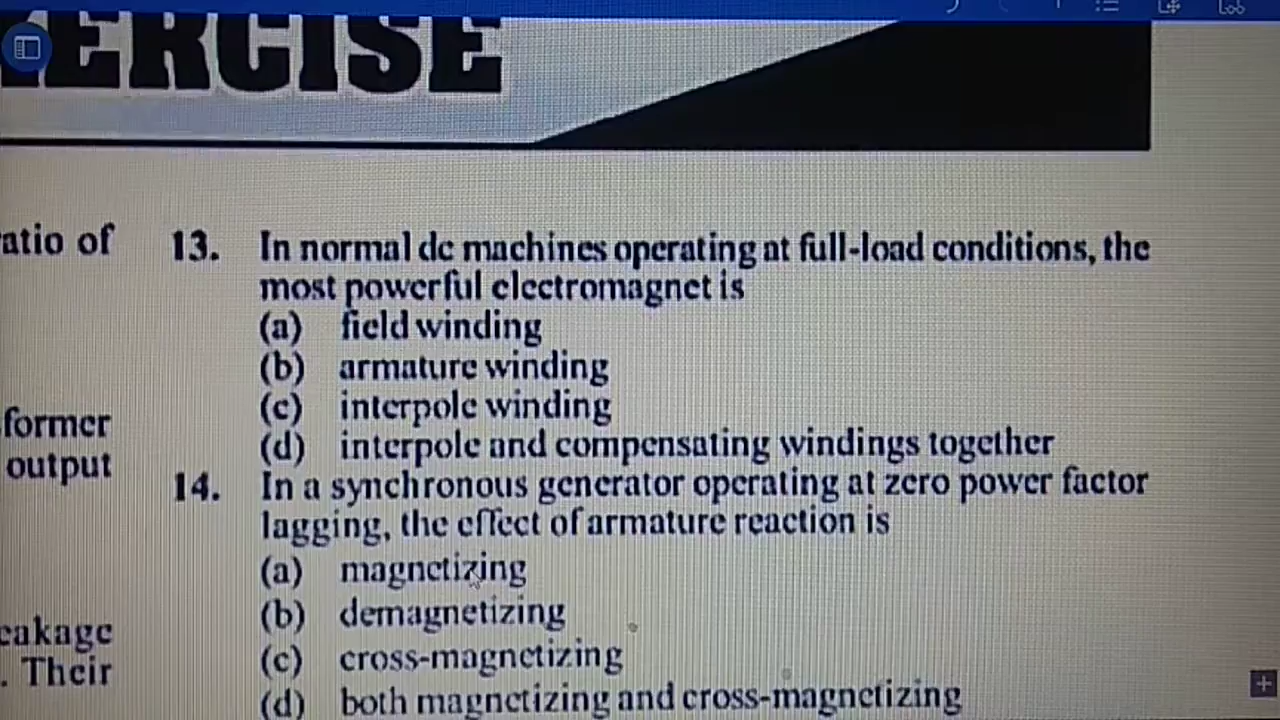 ERCISE
atio of
former
output
eakage
. Their
13. In normal dc machines operating at full-load conditions, the
most powerful electromagnet is
(a) field winding
(b) armature winding
(c) interpole winding
(d) interpole and compensating windings together
14. In a synchronous generator operating at zero power factor
lagging, the effect of armature reaction is
(a) magnetizing
(b) demagnetizing
(c) cross-magnetizing
(d) both magnetizing and cross-magnetizing